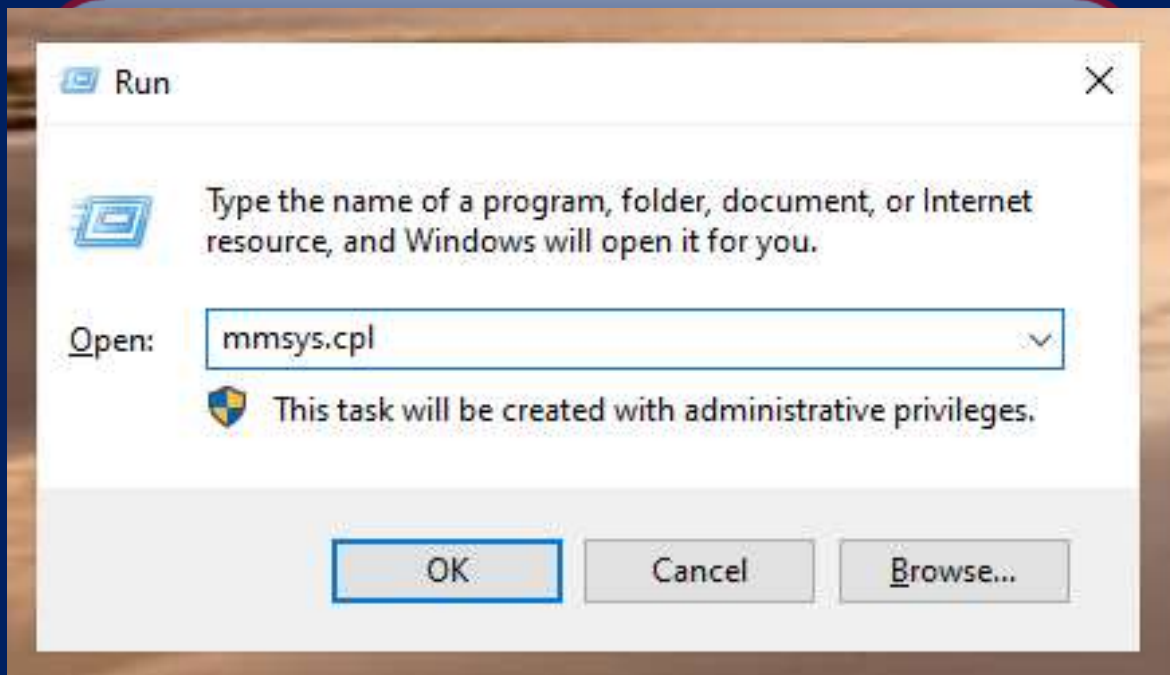 Run
Type the name of a program, folder, document, or Internet
resource, and Windows will open it for you.
Open: mmsys.cpl
This task will be created with administrative privileges.
OK Cancel Browse...